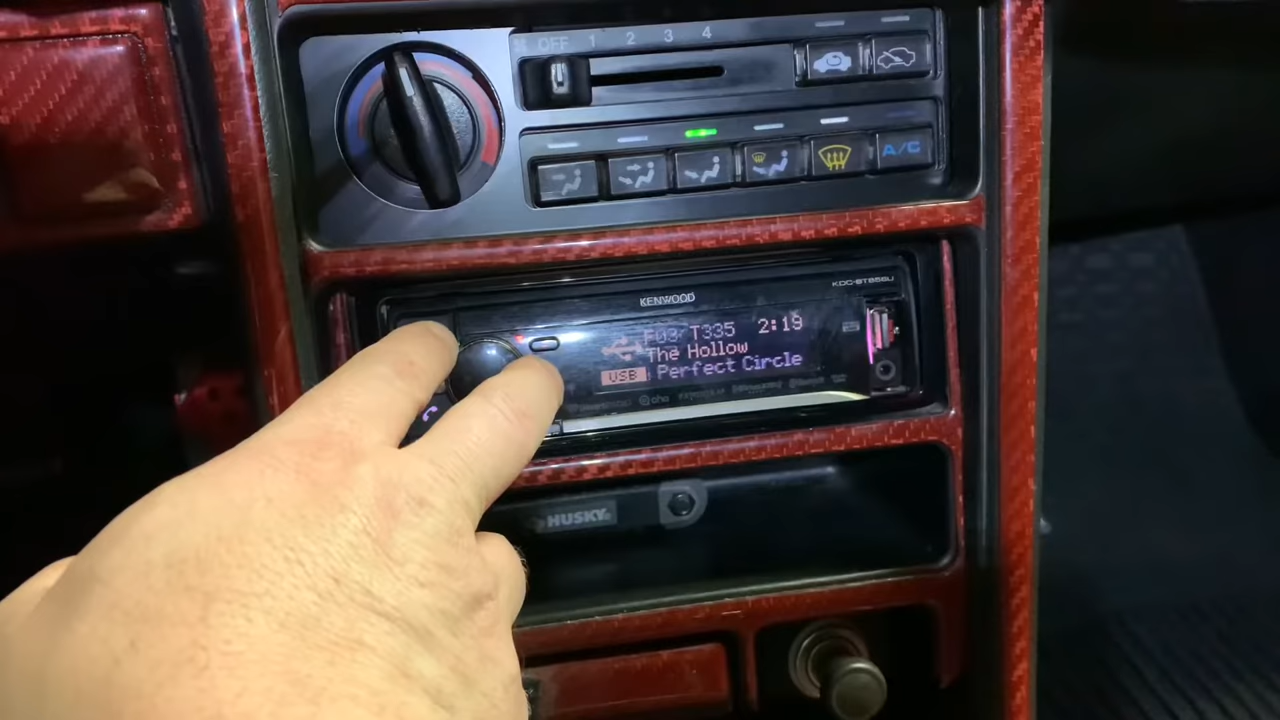 OFF 1 2 3 4
A/C
KENWOOD
KDC-BT858U
F03 T335 2:19
The Hollow
USB Perfect Circle
HUSKY